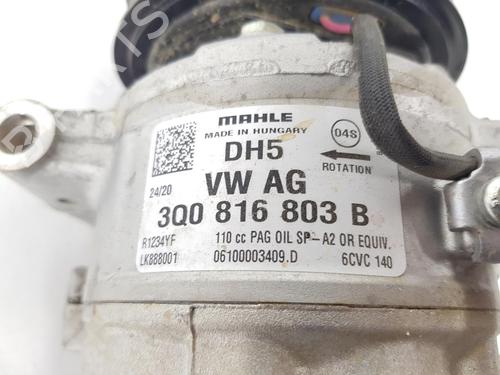 MAHLE
MADE IN HUNGARY
04S
DH5
ROTATION
24/20
VW AG
3Q0 816 803 B
R1234YF 110 cc PAG OIL SP-A2 OR EQUIV.
LK888001 06100003409.D 6CVC 140